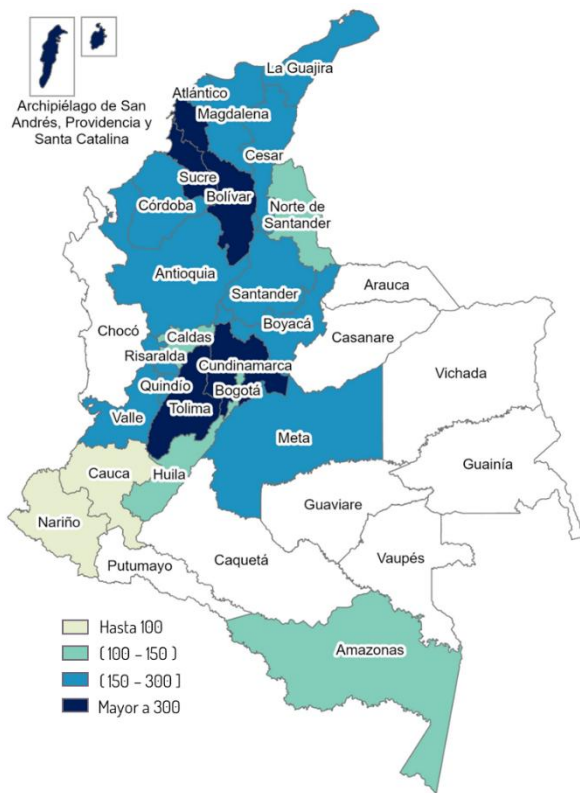 Archipiélago de San
Andrés, Providencia y
Santa Catalina
La Guajira
Atlántico
Magdalena
Cesar
Sucre
Bolívar
Córdoba
Norte de
Santander
Antioquia
Santander
Arauca
Boyacá
Chocó
Caldas
Casanare
Risaralda
Cundinamarca
Vichada
Quindío
Bogotá
Tolima
Valle
Meta
Guainía
Cauca
Huila
Guaviare
Nariño
Vaupés
Caquetá
Putumayo
Amazonas
Hasta 100
(100 – 150 )
(150 – 300 ]
Mayor a 300